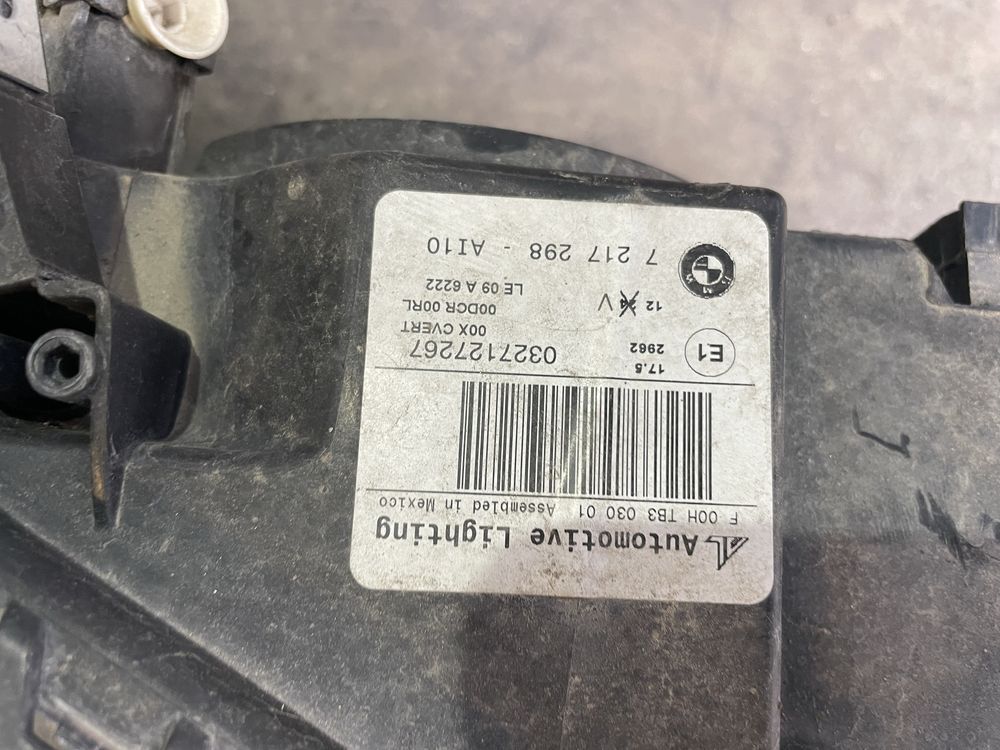 Automotive Lighting
F 00H TB3 030 01 Assembled in Mexico
0327127267
E1
17.5
2962
00X CVERT
00DCR 00RL
LE 09 A 6222
12 24 V
7 217 298 - AI10